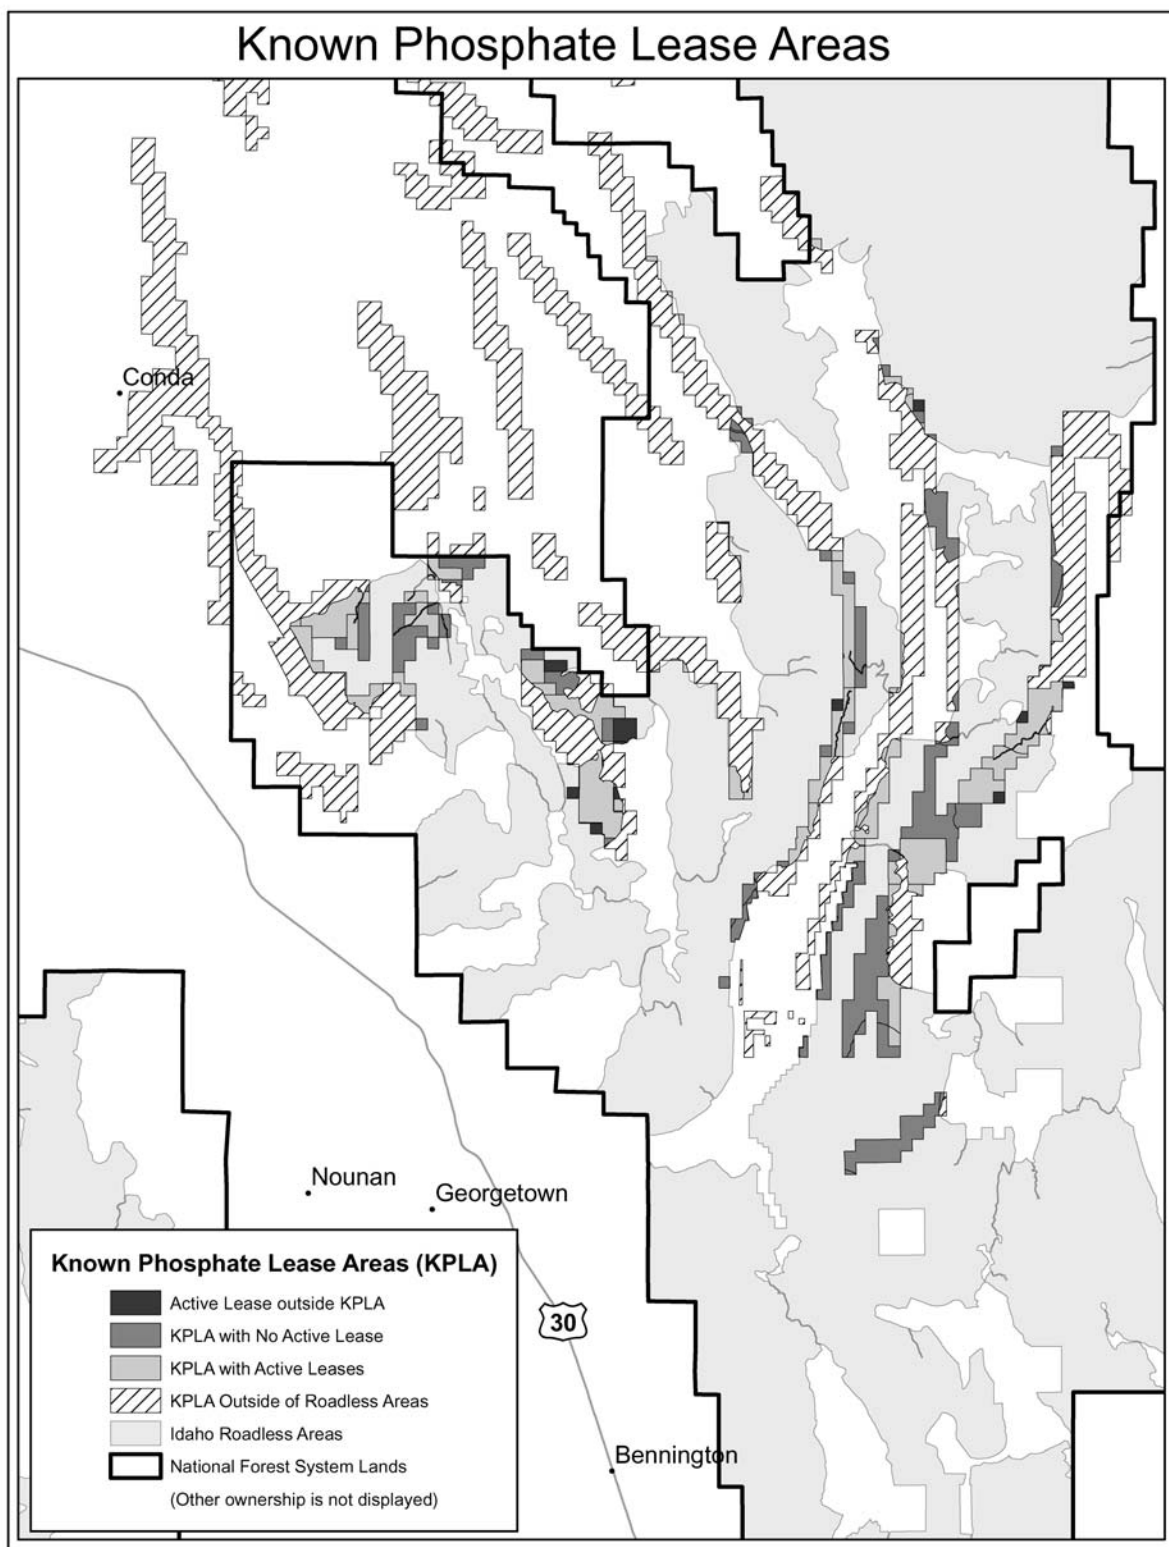 Known Phosphate Lease Areas
Conda
Nounan
Georgetown
Known Phosphate Lease Areas (KPLA)
Active Lease outside KPLA
KPLA with No Active Lease
KPLA with Active Leases
KPLA Outside of Roadless Areas
Idaho Roadless Areas
National Forest System Lands
(Other ownership is not displayed)
30
Bennington